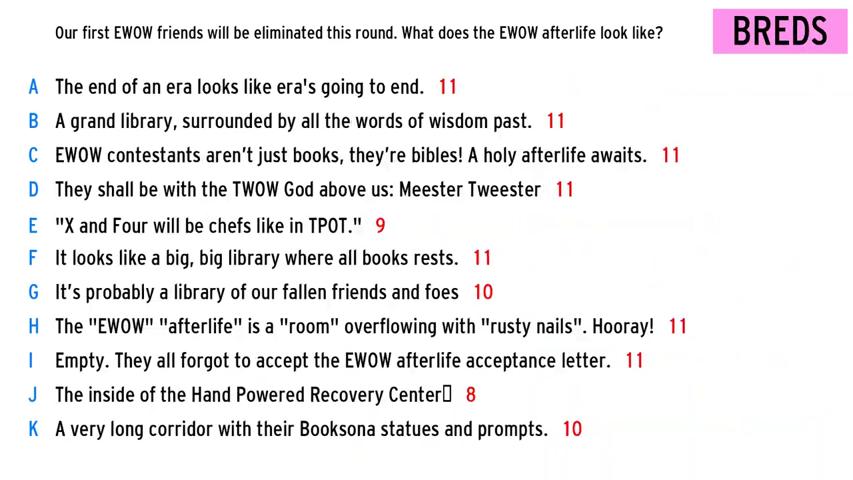 Our first EWOW friends will be eliminated this round. What does the EWOW afterlife look like?
BREDS
A The end of an era looks like era's going to end. 11
B A grand library, surrounded by all the words of wisdom past. 11
C EWOW contestants aren’t just books, they’re bibles! A holy afterlife awaits. 11
D They shall be with the TWOW God above us: Meester Tweester 11
E "X and Four will be chefs like in TPOT." 9
F It looks like a big, big library where all books rests. 11
G It’s probably a library of our fallen friends and foes 10
H The "EWOW" "afterlife" is a "room" overflowing with "rusty nails". Hooray! 11
I Empty. They all forgot to accept the EWOW afterlife acceptance letter. 11
J The inside of the Hand Powered Recovery Center▯ 8
K A very long corridor with their Booksona statues and prompts. 10